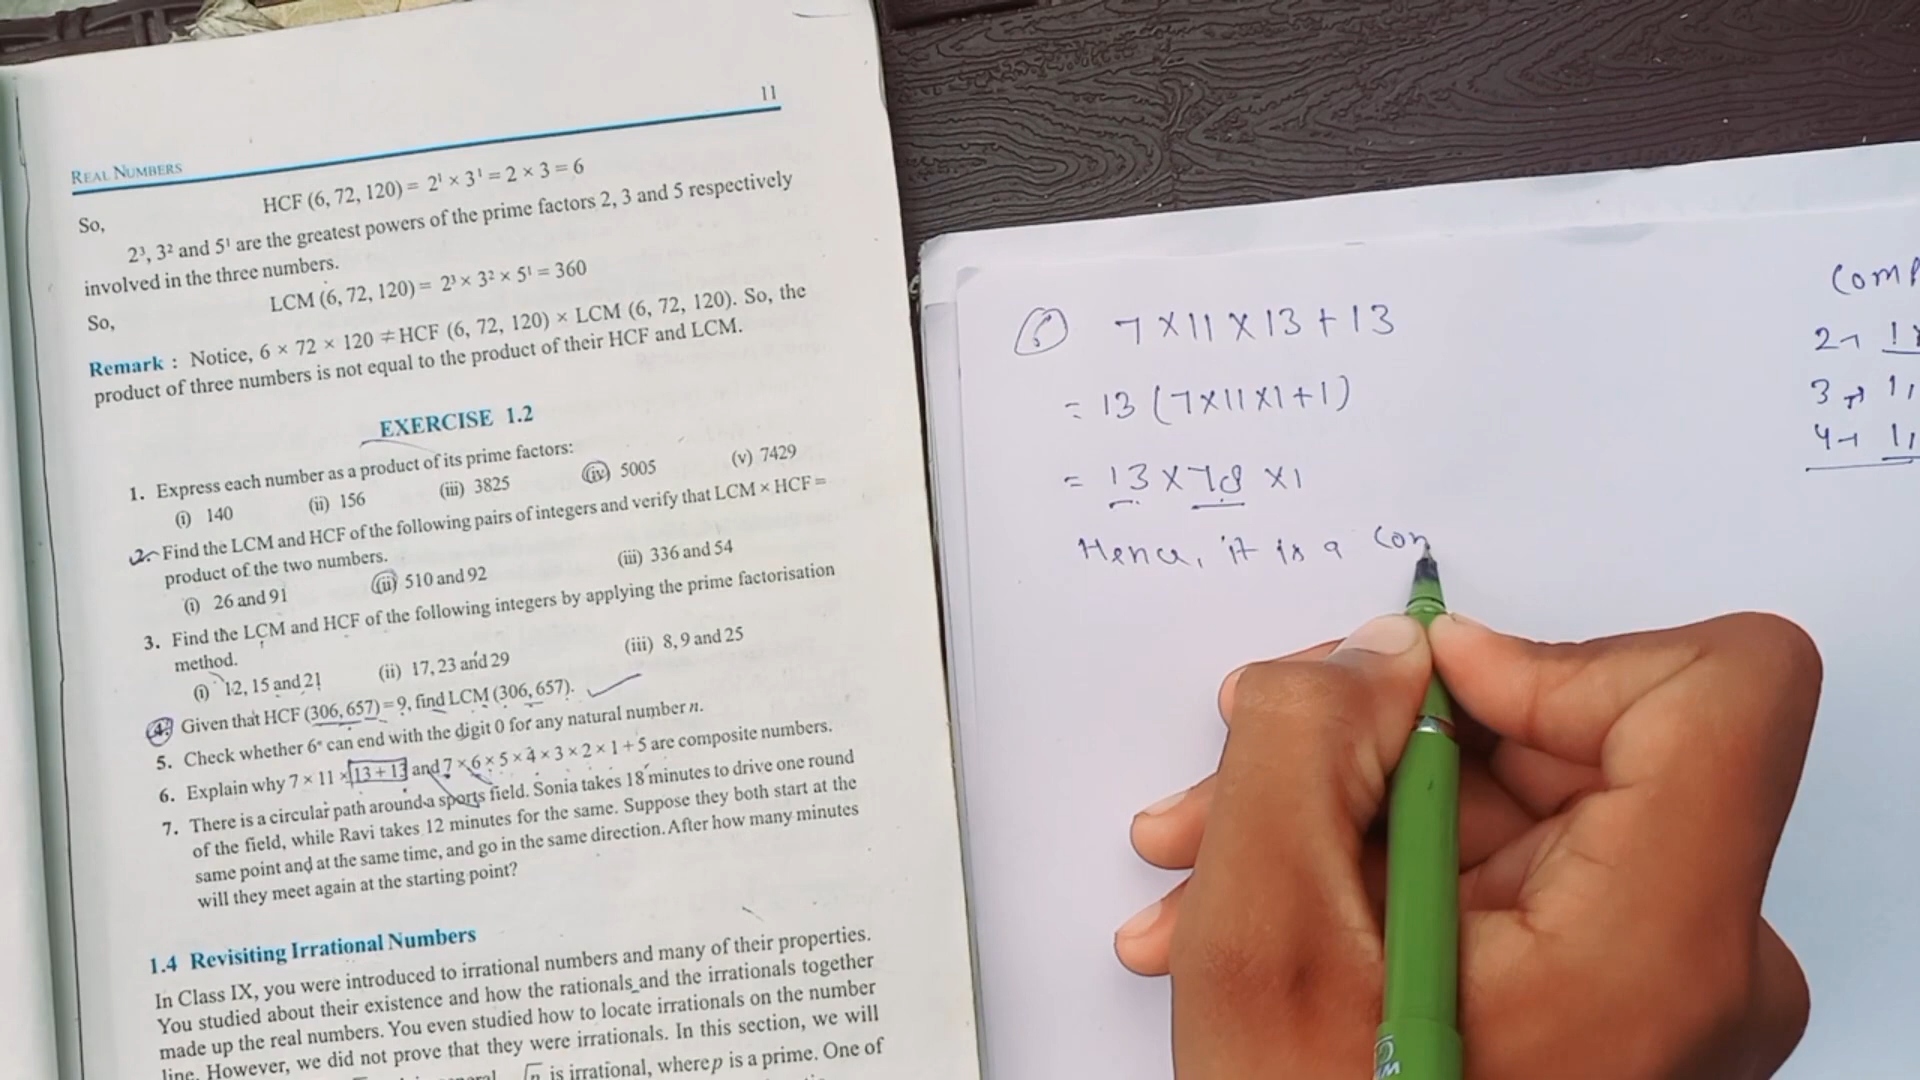 11
REAL NUMBERS
So, HCF (6, 72, 120) = 2¹ × 3¹ = 2 × 3 = 6
2³, 3² and 5¹ are the greatest powers of the prime factors 2, 3 and 5 respectively
involved in the three numbers.
So, LCM (6, 72, 120) = 2³ × 3² × 5¹ = 360
Remark : Notice, 6 × 72 × 120 ≠ HCF (6, 72, 120) × LCM (6, 72, 120). So, the
product of three numbers is not equal to the product of their HCF and LCM.
EXERCISE 1.2
1. Express each number as a product of its prime factors:
(i) 140 (ii) 156 (iii) 3825 (iv) 5005 (v) 7429
2. Find the LCM and HCF of the following pairs of integers and verify that LCM × HCF =
product of the two numbers.
(i) 26 and 91 (ii) 510 and 92 (iii) 336 and 54
3. Find the LCM and HCF of the following integers by applying the prime factorisation
method.
(i) 12, 15 and 21 (ii) 17, 23 and 29 (iii) 8, 9 and 25
4. Given that HCF (306, 657) = 9, find LCM (306, 657).
5. Check whether 6ⁿ can end with the digit 0 for any natural number n.
6. Explain why 7 × 11 × 13 + 13 and 7 × 6 × 5 × 4 × 3 × 2 × 1 + 5 are composite numbers.
7. There is a circular path around a sports field. Sonia takes 18 minutes to drive one round
of the field, while Ravi takes 12 minutes for the same. Suppose they both start at the
same point and at the same time, and go in the same direction. After how many minutes
will they meet again at the starting point?
1.4 Revisiting Irrational Numbers
In Class IX, you were introduced to irrational numbers and many of their properties.
You studied about their existence and how the rationals and the irrationals together
made up the real numbers. You even studied how to locate irrationals on the number
line. However, we did not prove that they were irrationals. In this section, we will
is irrational, where p is a prime. One of
6 7 × 11 × 13 + 13
= 13 (7 × 11 × 1 + 1)
= 13 × 78 × 1
Hence, it is a com
Comp
2→ 1
3→ 1,
4→ 1,